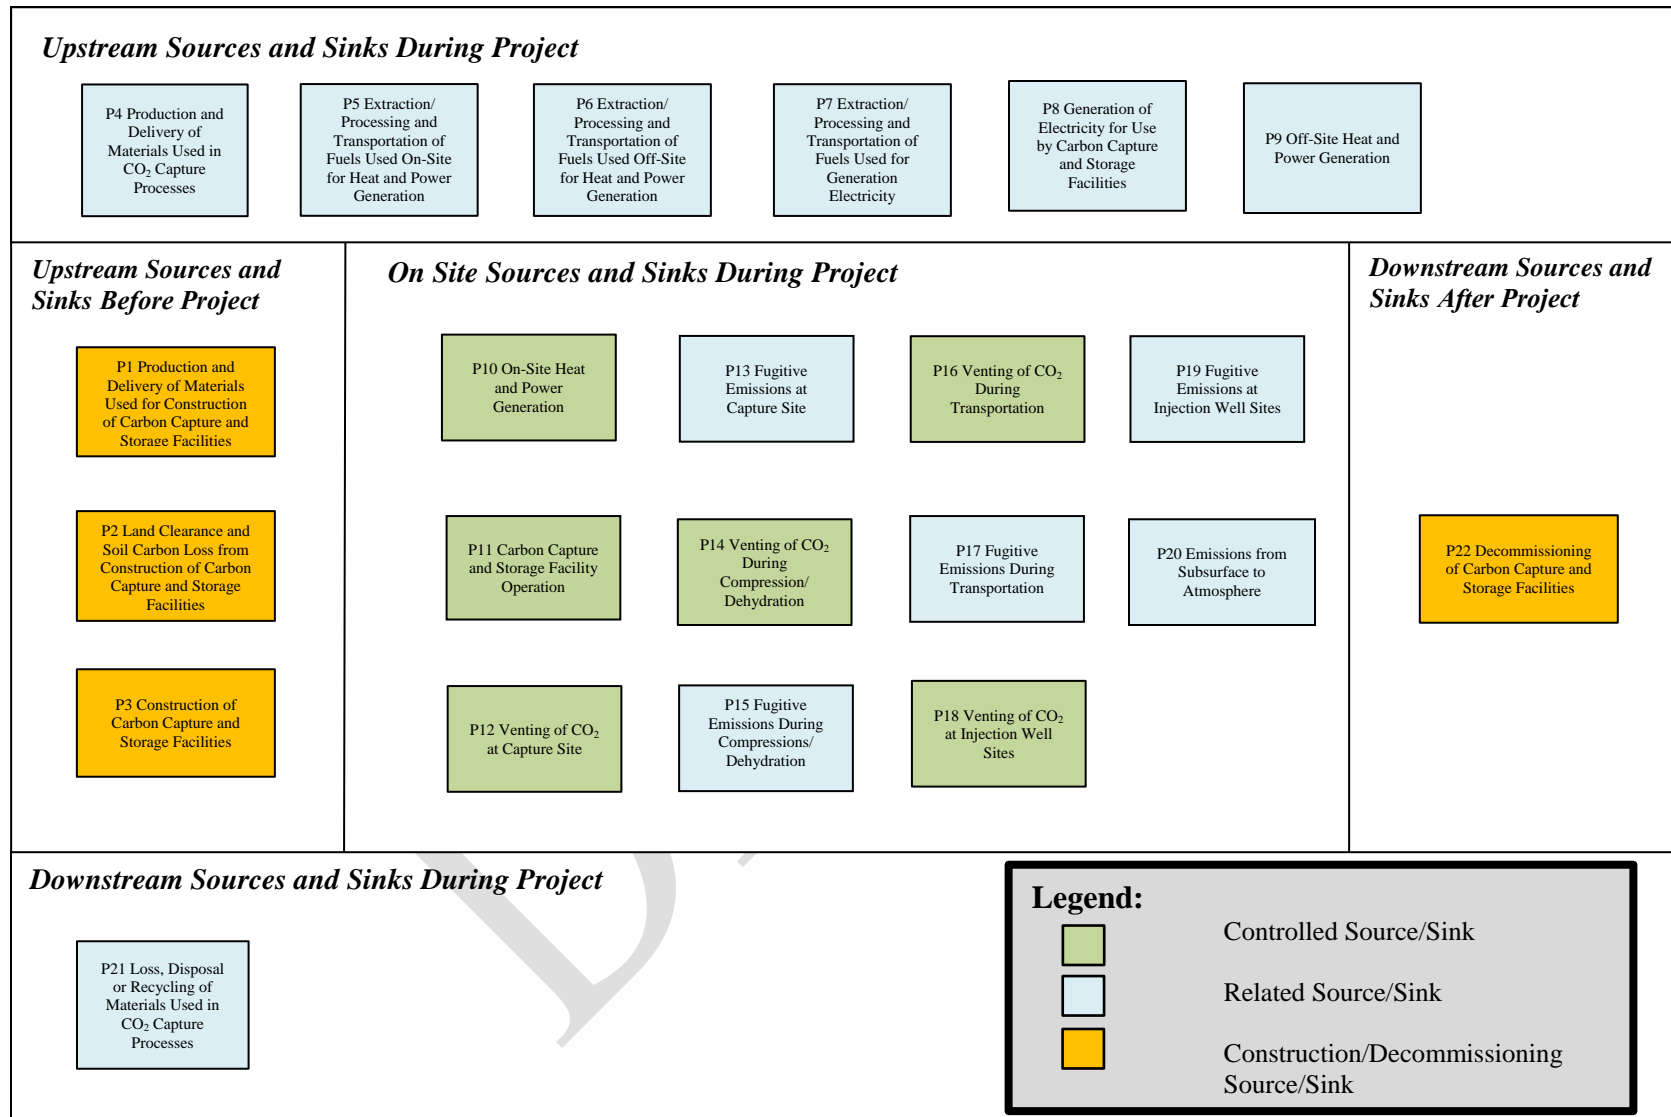 Upstream Sources and Sinks During Project
P4 Production and
Delivery of
Materials Used in
CO₂ Capture
Processes
P5 Extraction/
Processing and
Transportation of
Fuels Used On-Site
for Heat and Power
Generation
P6 Extraction/
Processing and
Transportation of
Fuels Used Off-Site
for Heat and Power
Generation
P7 Extraction/
Processing and
Transportation of
Fuels Used for
Generation
Electricity
P8 Generation of
Electricity for Use
by Carbon Capture
and Storage
Facilities
P9 Off-Site Heat and
Power Generation
Upstream Sources and
Sinks Before Project
P1 Production and
Delivery of Materials
Used for Construction
of Carbon Capture and
Storage Facilities
P2 Land Clearance and
Soil Carbon Loss from
Construction of Carbon
Capture and Storage
Facilities
P3 Construction of
Carbon Capture and
Storage Facilities
On Site Sources and Sinks During Project
P10 On-Site Heat
and Power
Generation
P13 Fugitive
Emissions at
Capture Site
P16 Venting of CO₂
During
Transportation
P19 Fugitive
Emissions at
Injection Well Sites
P11 Carbon Capture
and Storage Facility
Operation
P14 Venting of CO₂
During
Compression/
Dehydration
P17 Fugitive
Emissions During
Transportation
P20 Emissions from
Subsurface to
Atmosphere
P12 Venting of CO₂
at Capture Site
P15 Fugitive
Emissions During
Compressions/
Dehydration
P18 Venting of CO₂
at Injection Well
Sites
Downstream Sources and
Sinks After Project
P22 Decommissioning
of Carbon Capture and
Storage Facilities
Downstream Sources and Sinks During Project
P21 Loss, Disposal
or Recycling of
Materials Used in
CO₂ Capture
Processes
Legend:
Controlled Source/Sink
Related Source/Sink
Construction/Decommissioning
Source/Sink